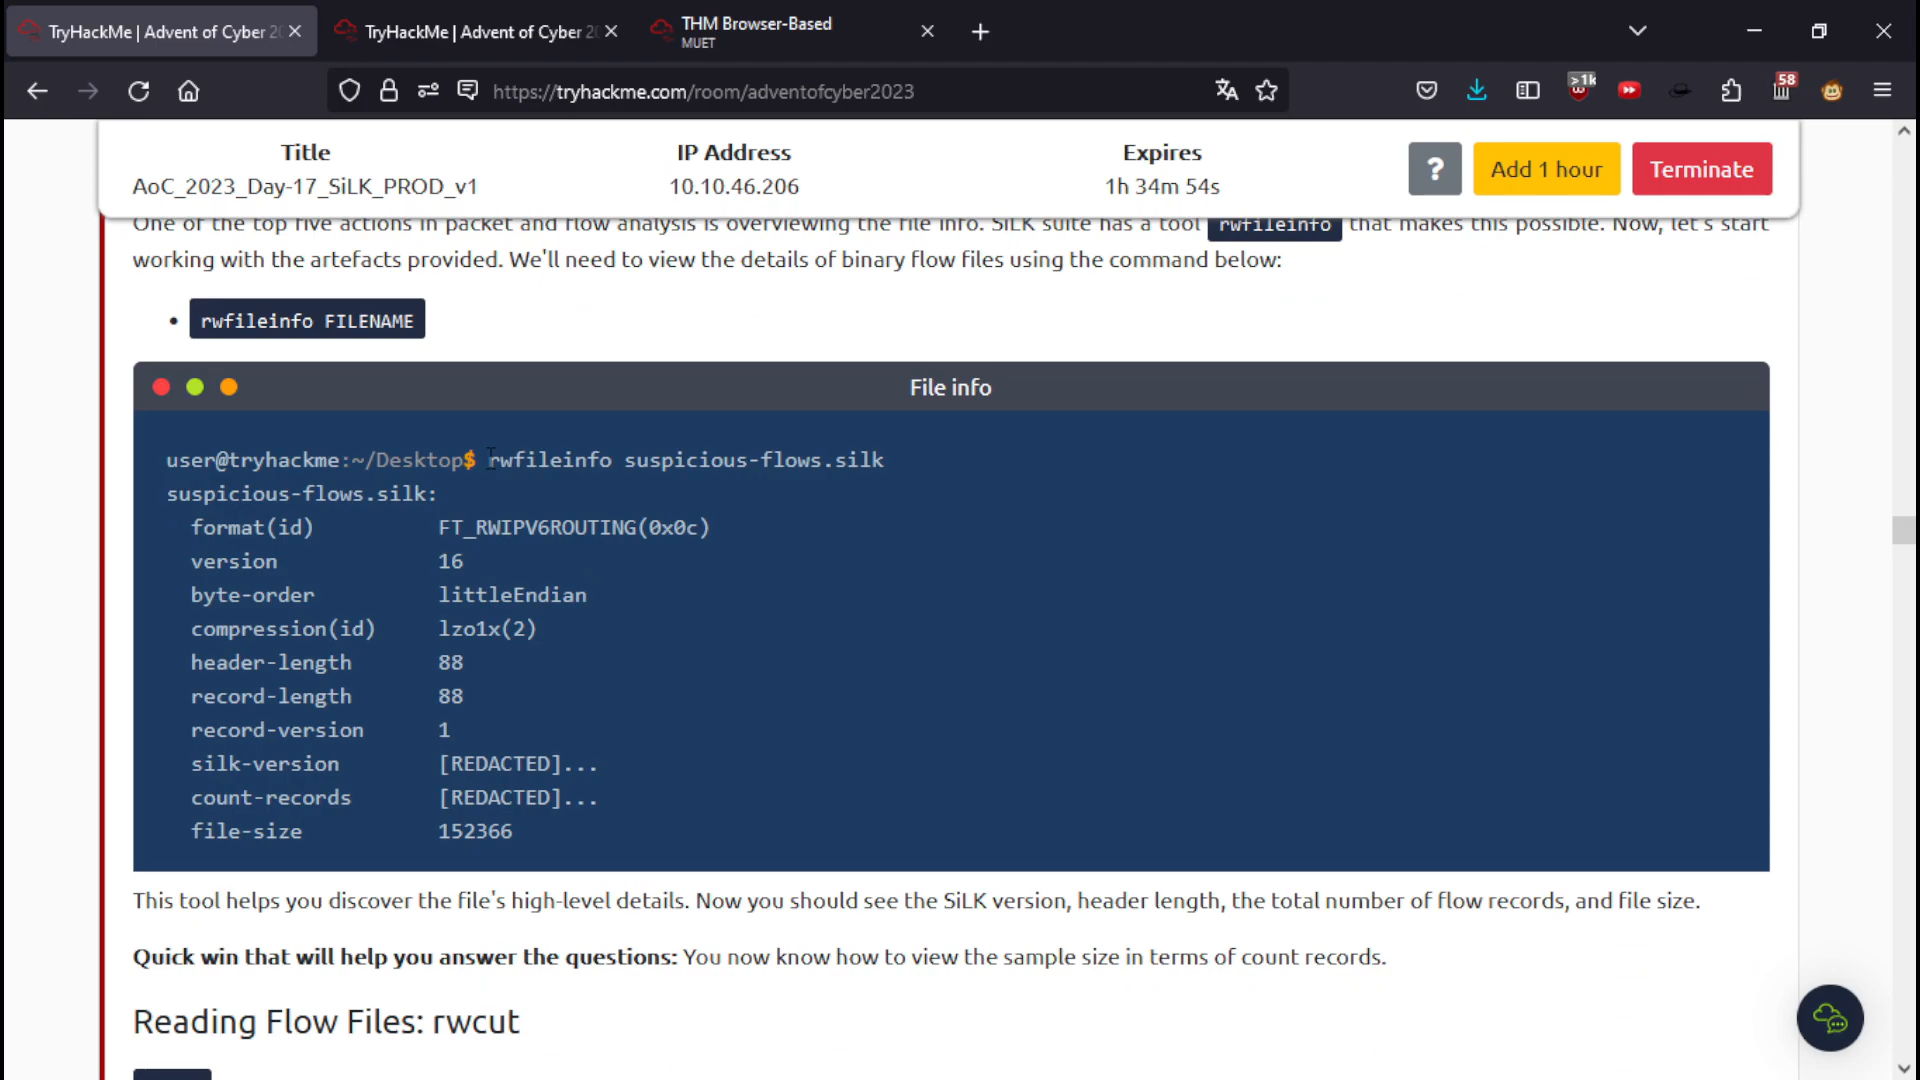 TryHackMe | Advent of Cyber 2
TryHackMe | Advent of Cyber 2
THM Browser-Based
MUET
https://tryhackme.com/room/adventofcyber2023
>1k
58
Title
IP Address
Expires
AoC_2023_Day-17_SiLK_PROD_v1
10.10.46.206
1h 34m 54s
?
Add 1 hour
Terminate
One of the top five actions in packet and flow analysis is overviewing the file info. SiLK suite has a tool rwfileinfo that makes this possible. Now, let's start
working with the artefacts provided. We'll need to view the details of binary flow files using the command below:
• rwfileinfo FILENAME
File info
user@tryhackme:~/Desktop$ rwfileinfo suspicious-flows.silk
suspicious-flows.silk:
format(id) FT_RWIPV6ROUTING(0x0c)
version 16
byte-order littleEndian
compression(id) lzo1x(2)
header-length 88
record-length 88
record-version 1
silk-version [REDACTED]...
count-records [REDACTED]...
file-size 152366
This tool helps you discover the file's high-level details. Now you should see the SiLK version, header length, the total number of flow records, and file size.
Quick win that will help you answer the questions: You now know how to view the sample size in terms of count records.
Reading Flow Files: rwcut